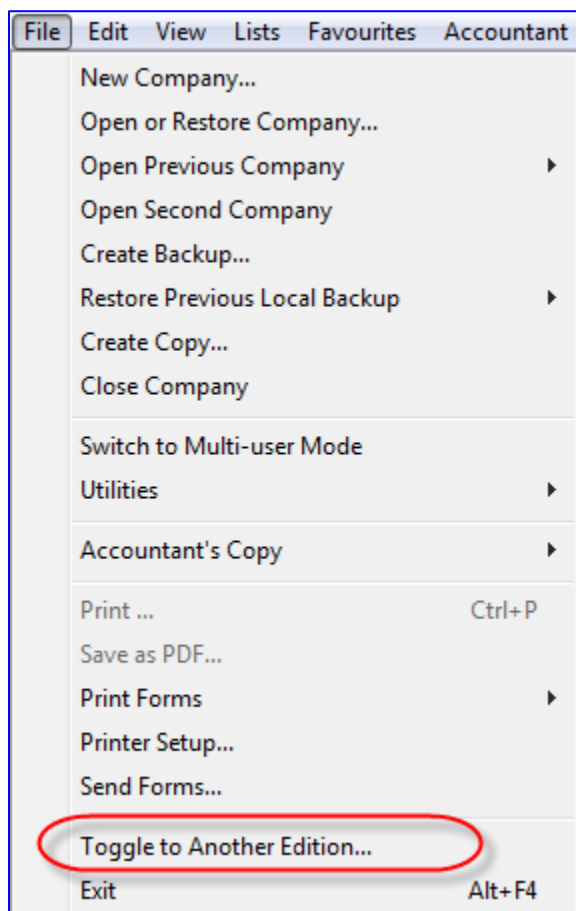 File Edit View Lists Favourites Accountant
New Company...
Open or Restore Company...
Open Previous Company
Open Second Company
Create Backup...
Restore Previous Local Backup
Create Copy...
Close Company
Switch to Multi-user Mode
Utilities
Accountant's Copy
Print ... Ctrl+P
Save as PDF...
Print Forms
Printer Setup...
Send Forms...
Toggle to Another Edition...
Exit Alt+F4